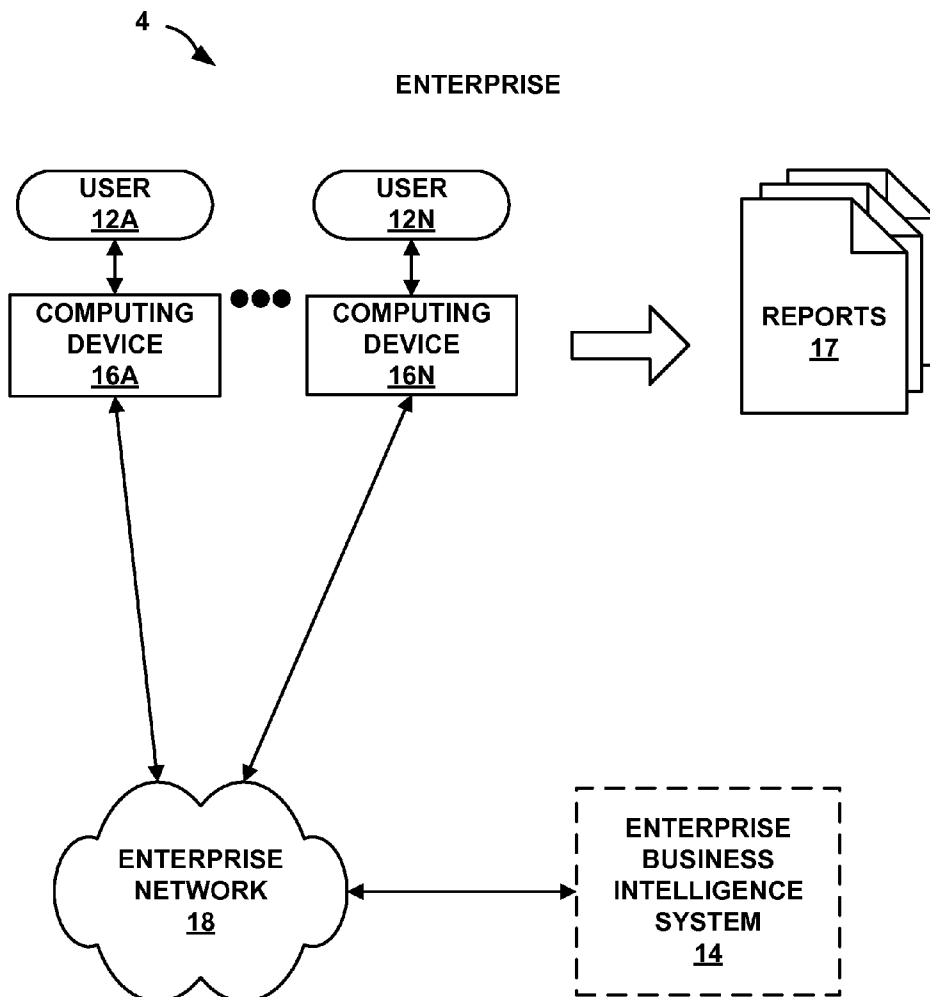 4
ENTERPRISE
USER
12A
USER
12N
COMPUTING
DEVICE
16A
COMPUTING
DEVICE
16N
REPORTS
17
ENTERPRISE
NETWORK
18
ENTERPRISE
BUSINESS
INTELLIGENCE
SYSTEM
14